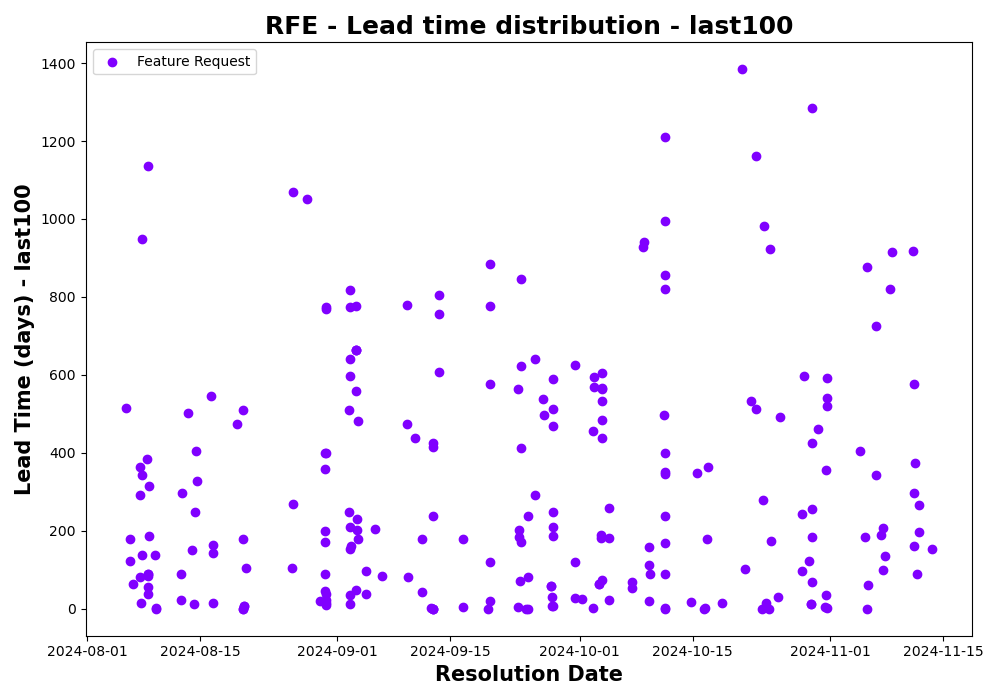 RFE - Lead time distribution - last100
Feature Request
Lead Time (days) - last100
1400
1200
1000
800
600
400
200
0
2024-08-01 2024-08-15 2024-09-01 2024-09-15 2024-10-01 2024-10-15 2024-11-01 2024-11-15
Resolution Date